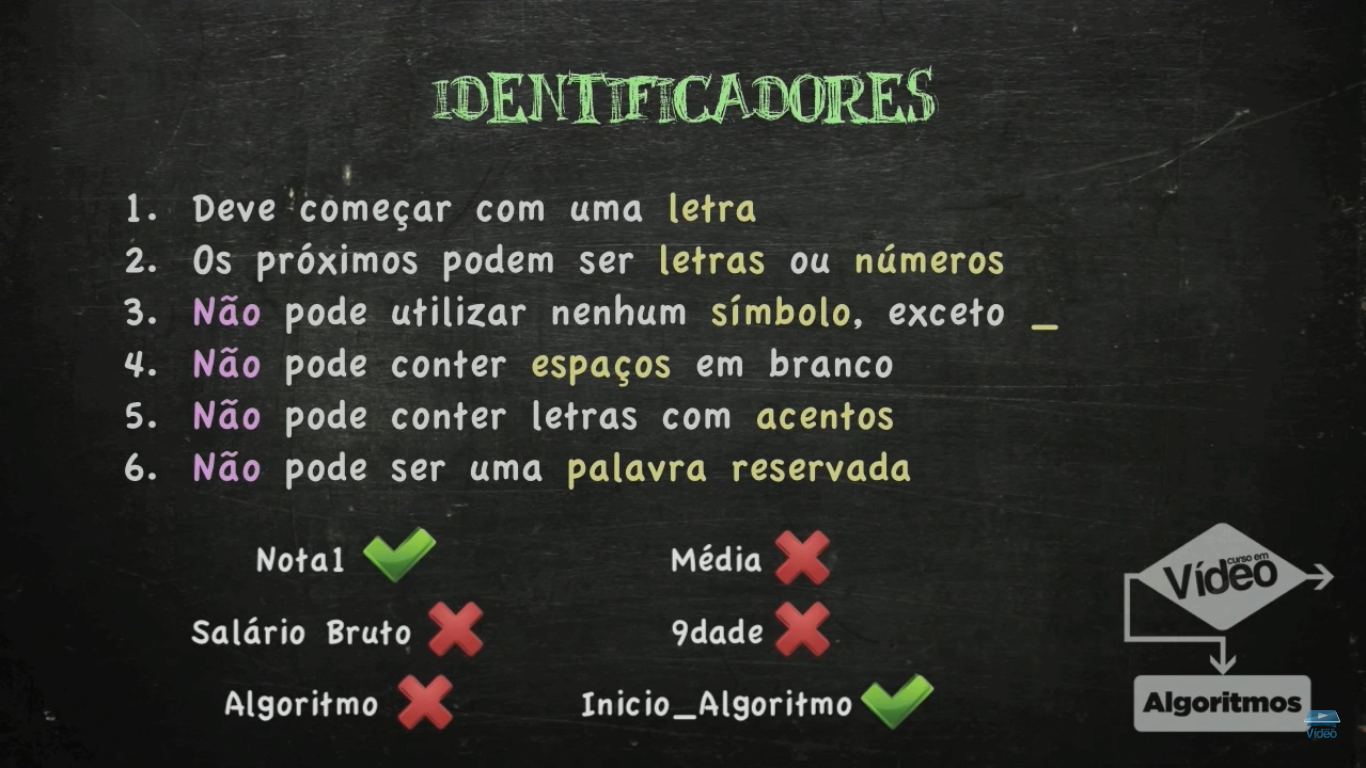 IDENTIFICADORES
1. Deve começar com uma letra
2. Os próximos podem ser letras ou números
3. Não pode utilizar nenhum símbolo, exceto _
4. Não pode conter espaços em branco
5. Não pode conter letras com acentos
6. Não pode ser uma palavra reservada
Nota1 Média
Salário Bruto 9dade
Algoritmo Inicio_Algoritmo
curso em
Vídeo
Algoritmos
Vídeo